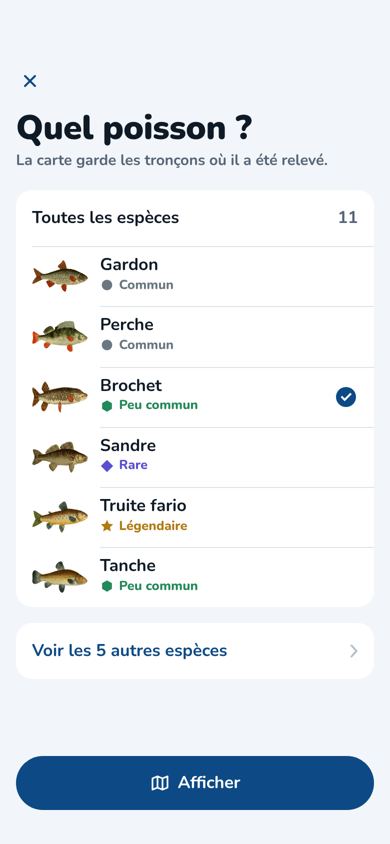 Quel poisson ?
La carte garde les tronçons où il a été relevé.
Toutes les espèces 11
Gardon
Commun
Perche
Commun
Brochet
Peu commun
Sandre
Rare
Truite fario
Légendaire
Tanche
Peu commun
Voir les 5 autres espèces
Afficher